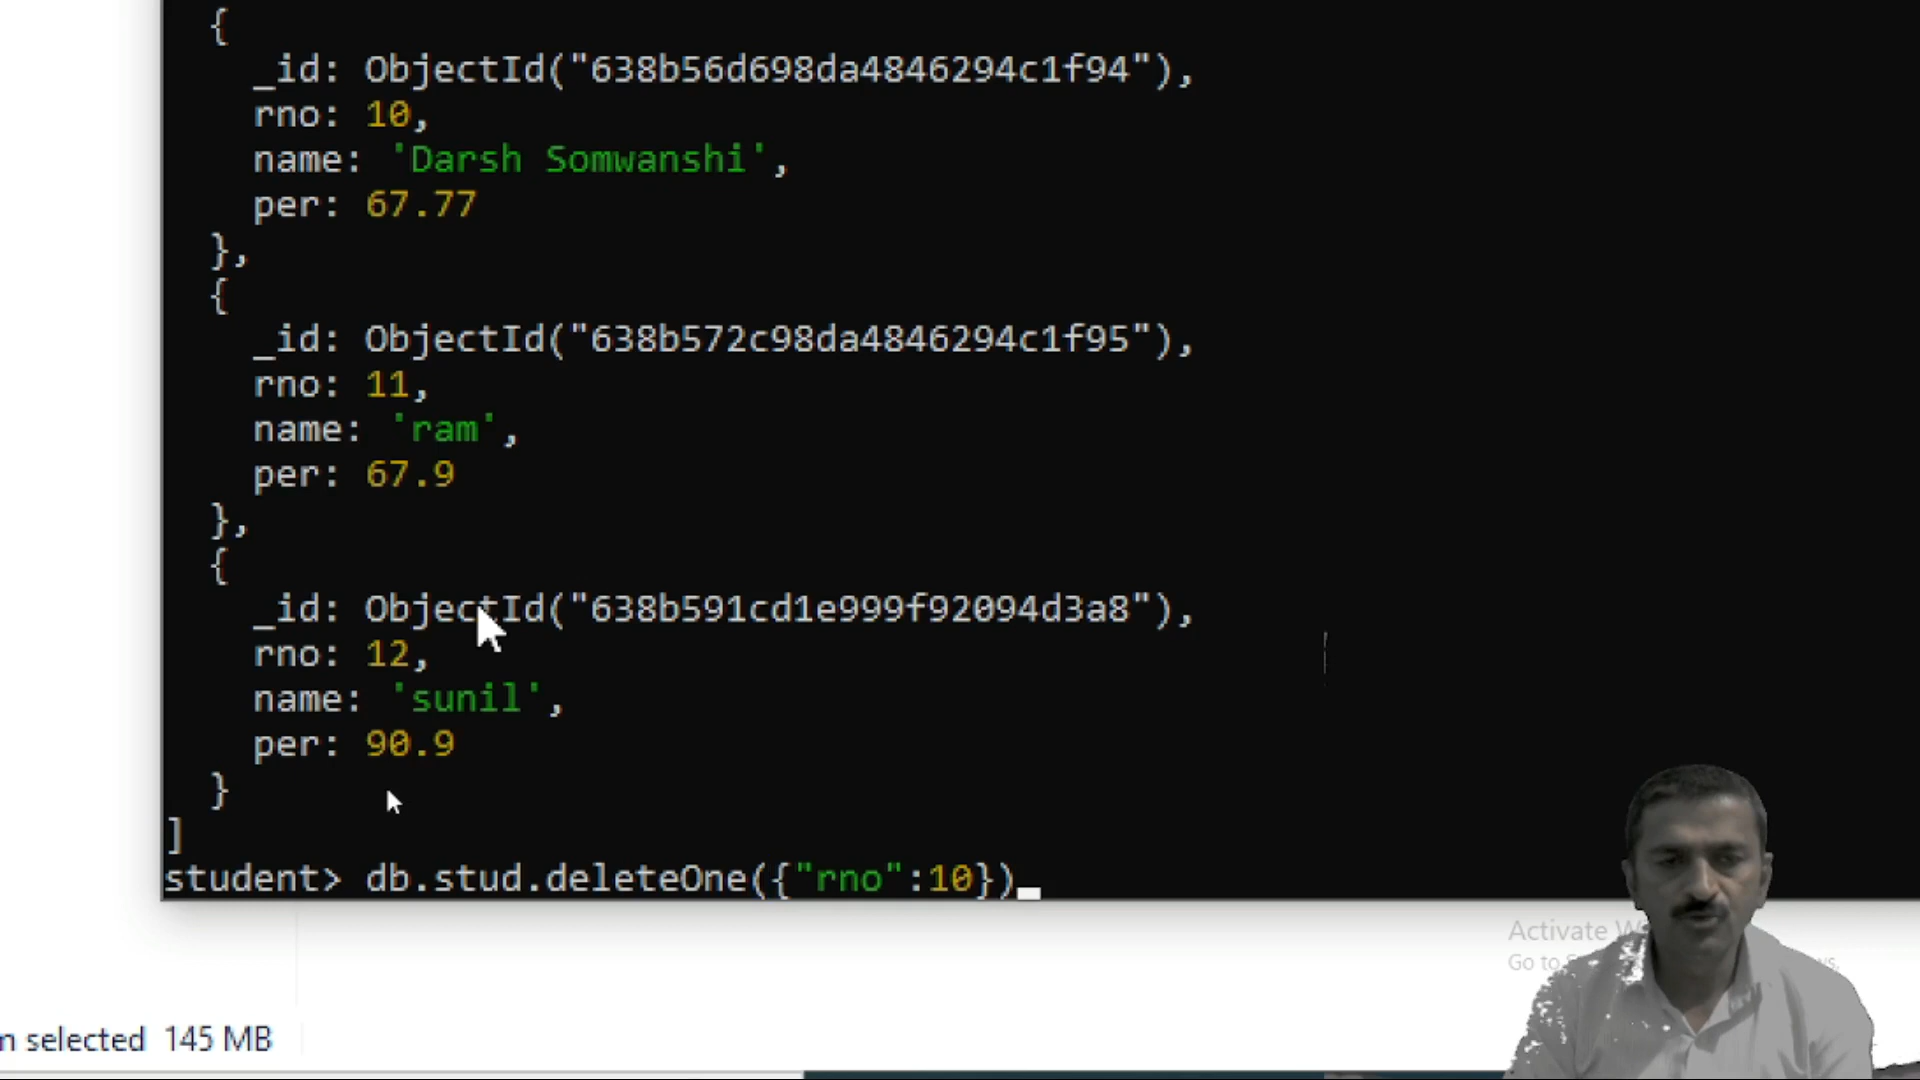 {
_id: ObjectId("638b56d698da4846294c1f94"),
rno: 10,
name: 'Darsh Somwanshi',
per: 67.77
},
{
_id: ObjectId("638b572c98da4846294c1f95"),
rno: 11,
name: 'ram',
per: 67.9
},
{
_id: ObjectId("638b591cd1e999f92094d3a8"),
rno: 12,
name: 'sunil',
per: 90.9
}
]
student> db.stud.deleteOne({"rno":10})
Activate
Go to
n selected 145 MB